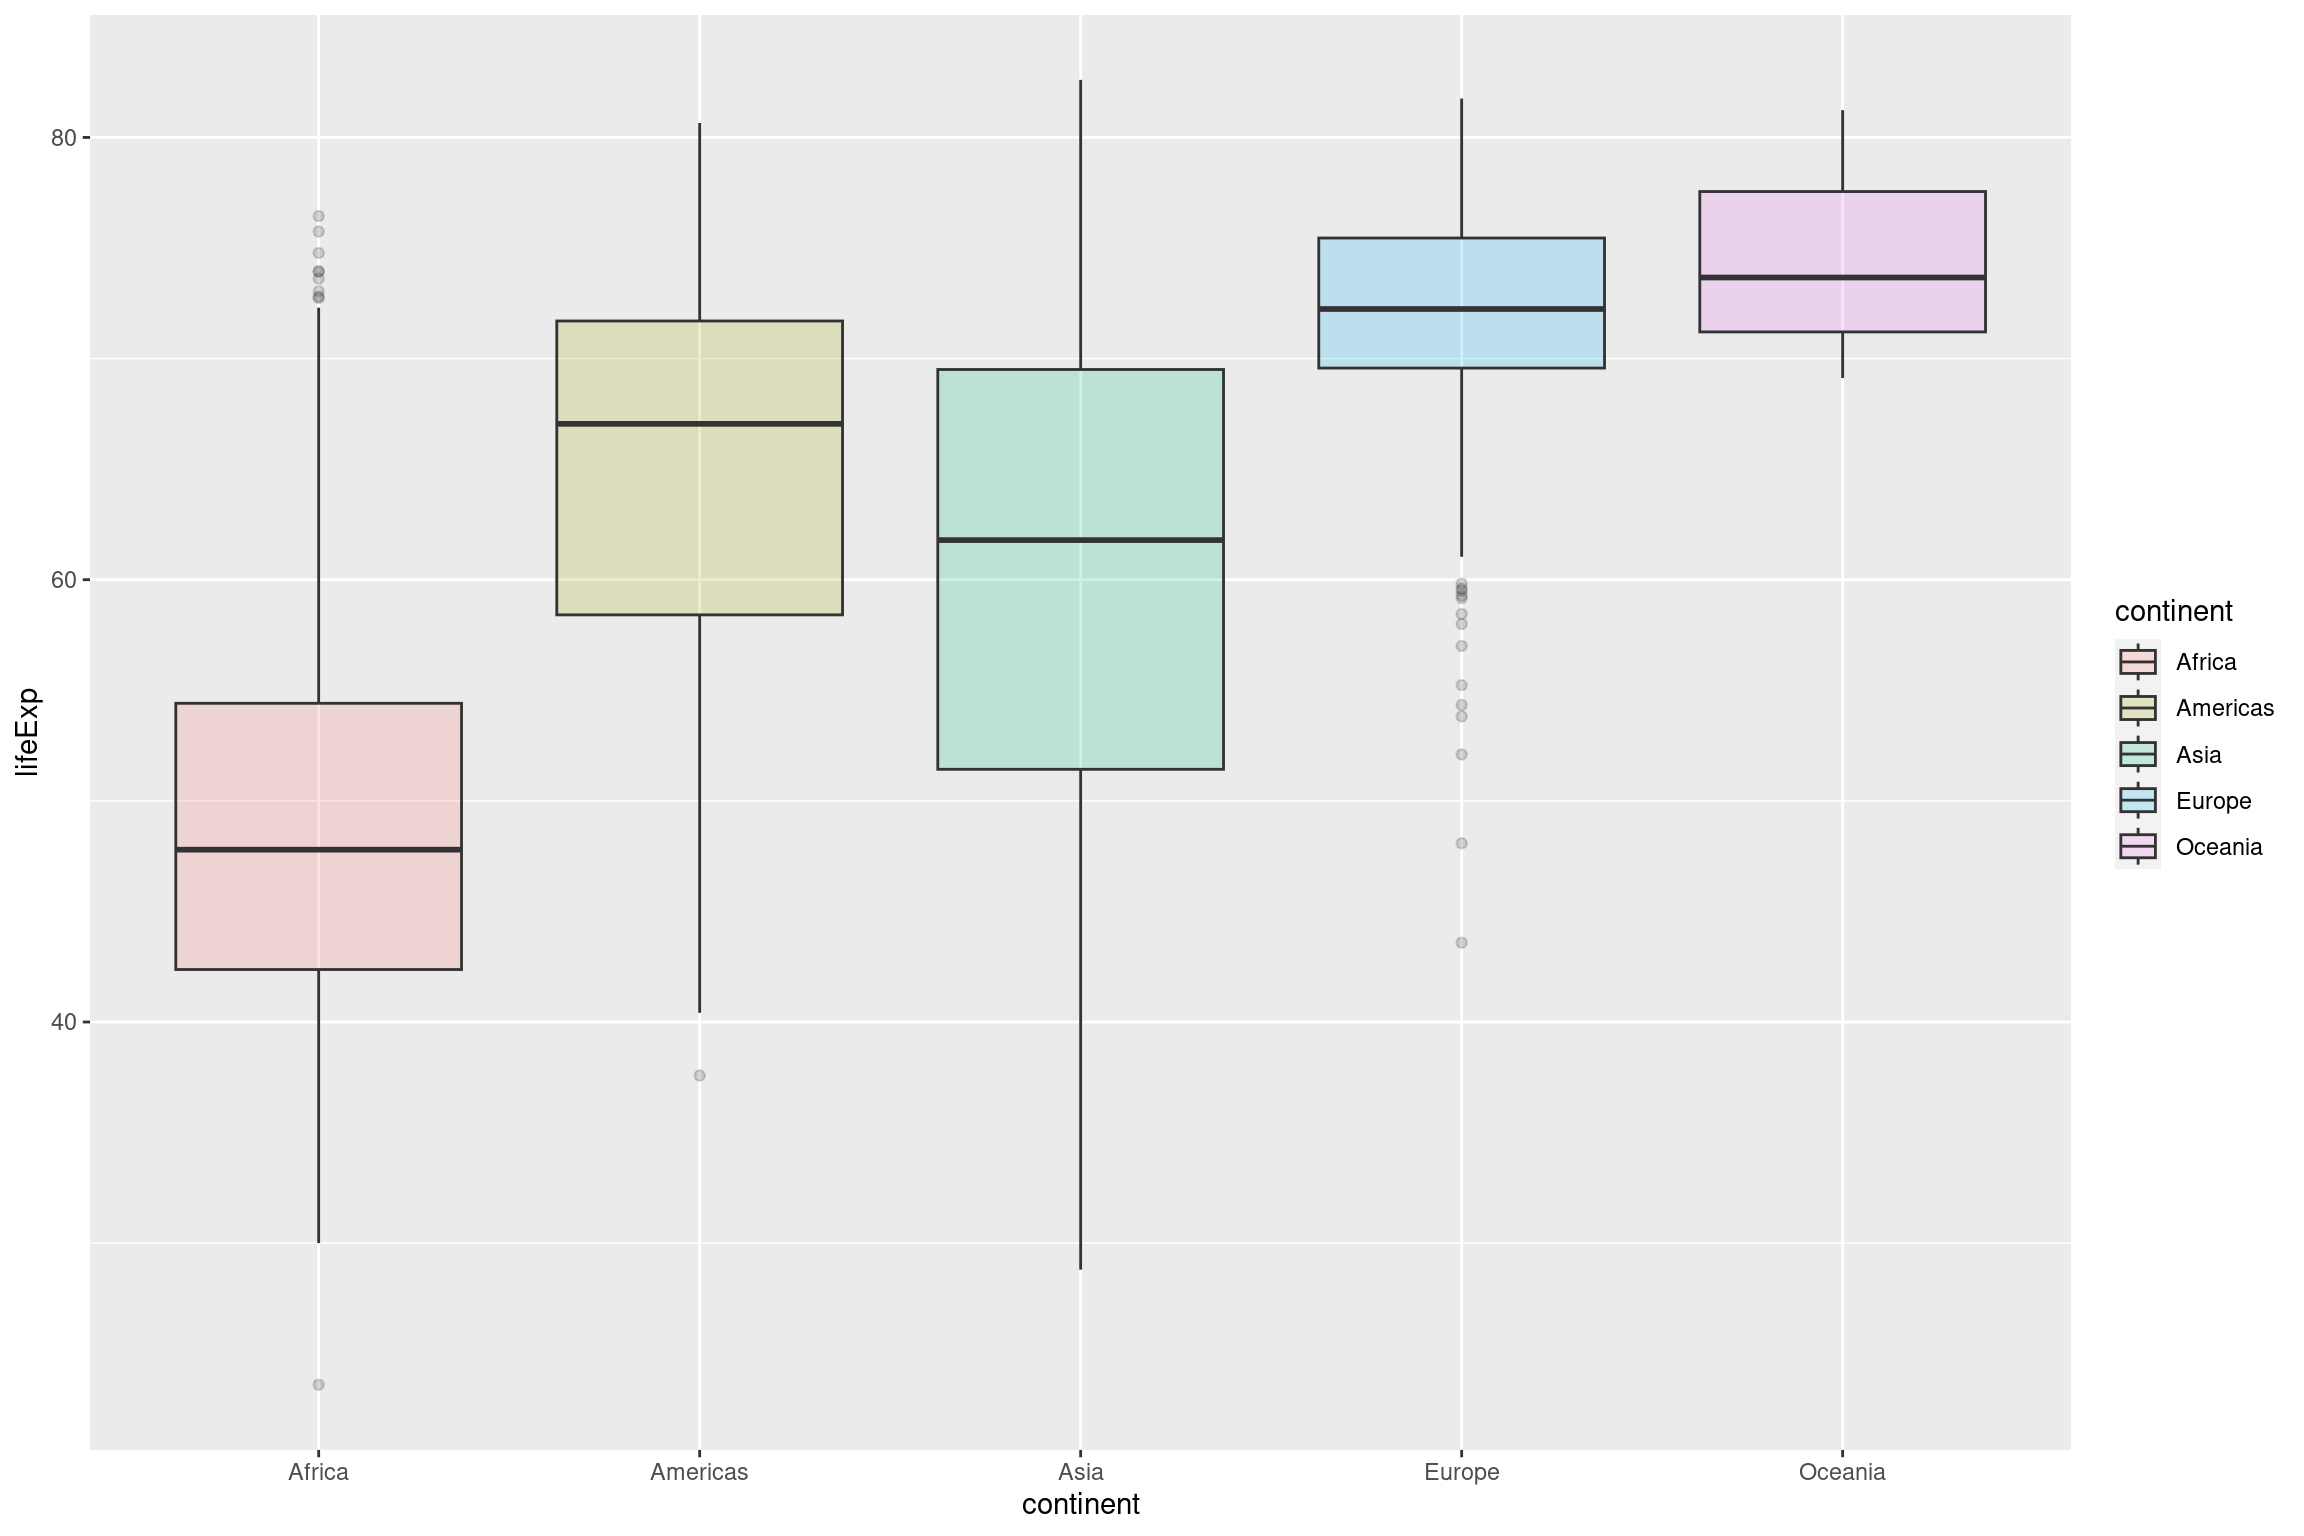 lifeExp
80
60
40
Africa
Americas
Asia
Europe
Oceania
continent
continent
Africa
Americas
Asia
Europe
Oceania